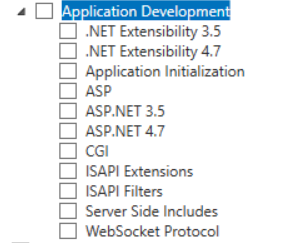 Application Development
.NET Extensibility 3.5
.NET Extensibility 4.7
Application Initialization
ASP
ASP.NET 3.5
ASP.NET 4.7
CGI
ISAPI Extensions
ISAPI Filters
Server Side Includes
WebSocket Protocol